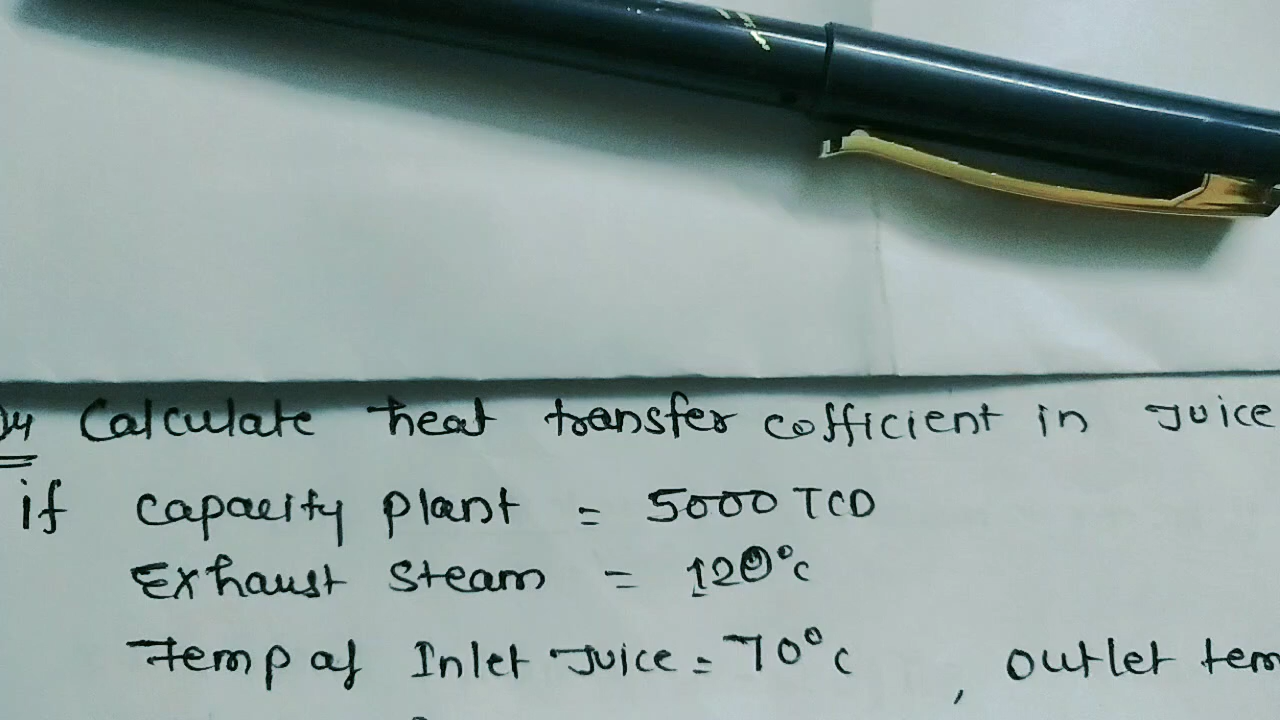 Calculate heat transfer cofficient in Juice
if capacity plant = 5000 TCD
Exhaust steam = 120°c
Temp of Inlet Juice = 70°c , outlet tem